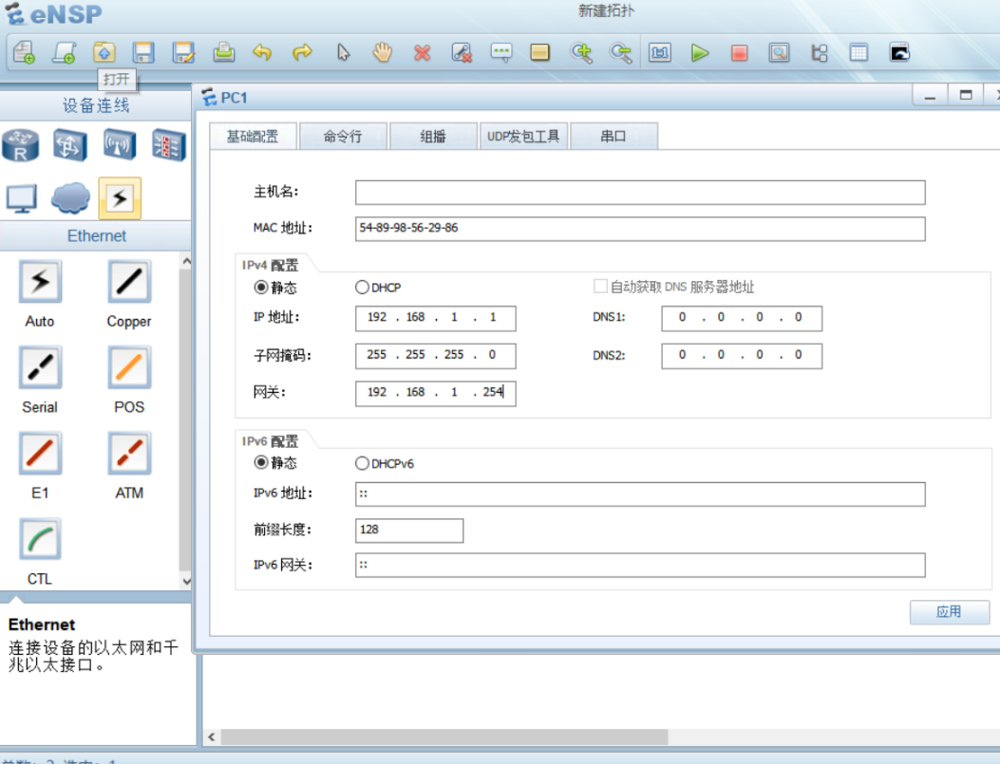 eNSP
新建拓扑
打开
设备连线
PC1
基础配置
命令行
组播
UDP发包工具
串口
R
主机名:
MAC 地址:
54-89-98-56-29-86
Ethernet
IPv4 配置
静态
DHCP
自动获取 DNS 服务器地址
Auto
Copper
IP 地址:
192 . 168 . 1 . 1
DNS1:
0 . 0 . 0 . 0
子网掩码:
255 . 255 . 255 . 0
DNS2:
0 . 0 . 0 . 0
网关:
192 . 168 . 1 . 254
Serial
POS
IPv6 配置
静态
DHCPv6
E1
ATM
IPv6 地址:
::
前缀长度:
128
IPv6 网关:
::
CTL
应用
Ethernet
连接设备的以太网和千
兆以太接口。